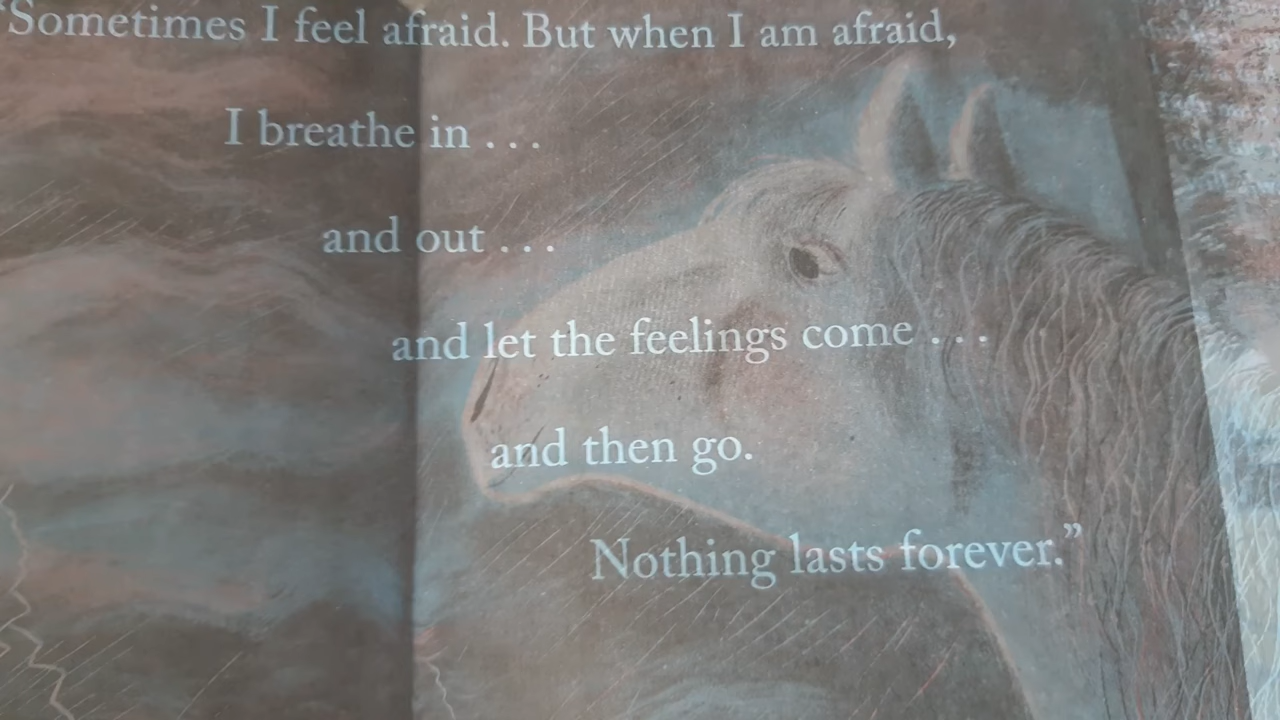 “Sometimes I feel afraid. But when I am afraid,
I breathe in . . .
and out . . .
and let the feelings come . . .
and then go.
Nothing lasts forever.”